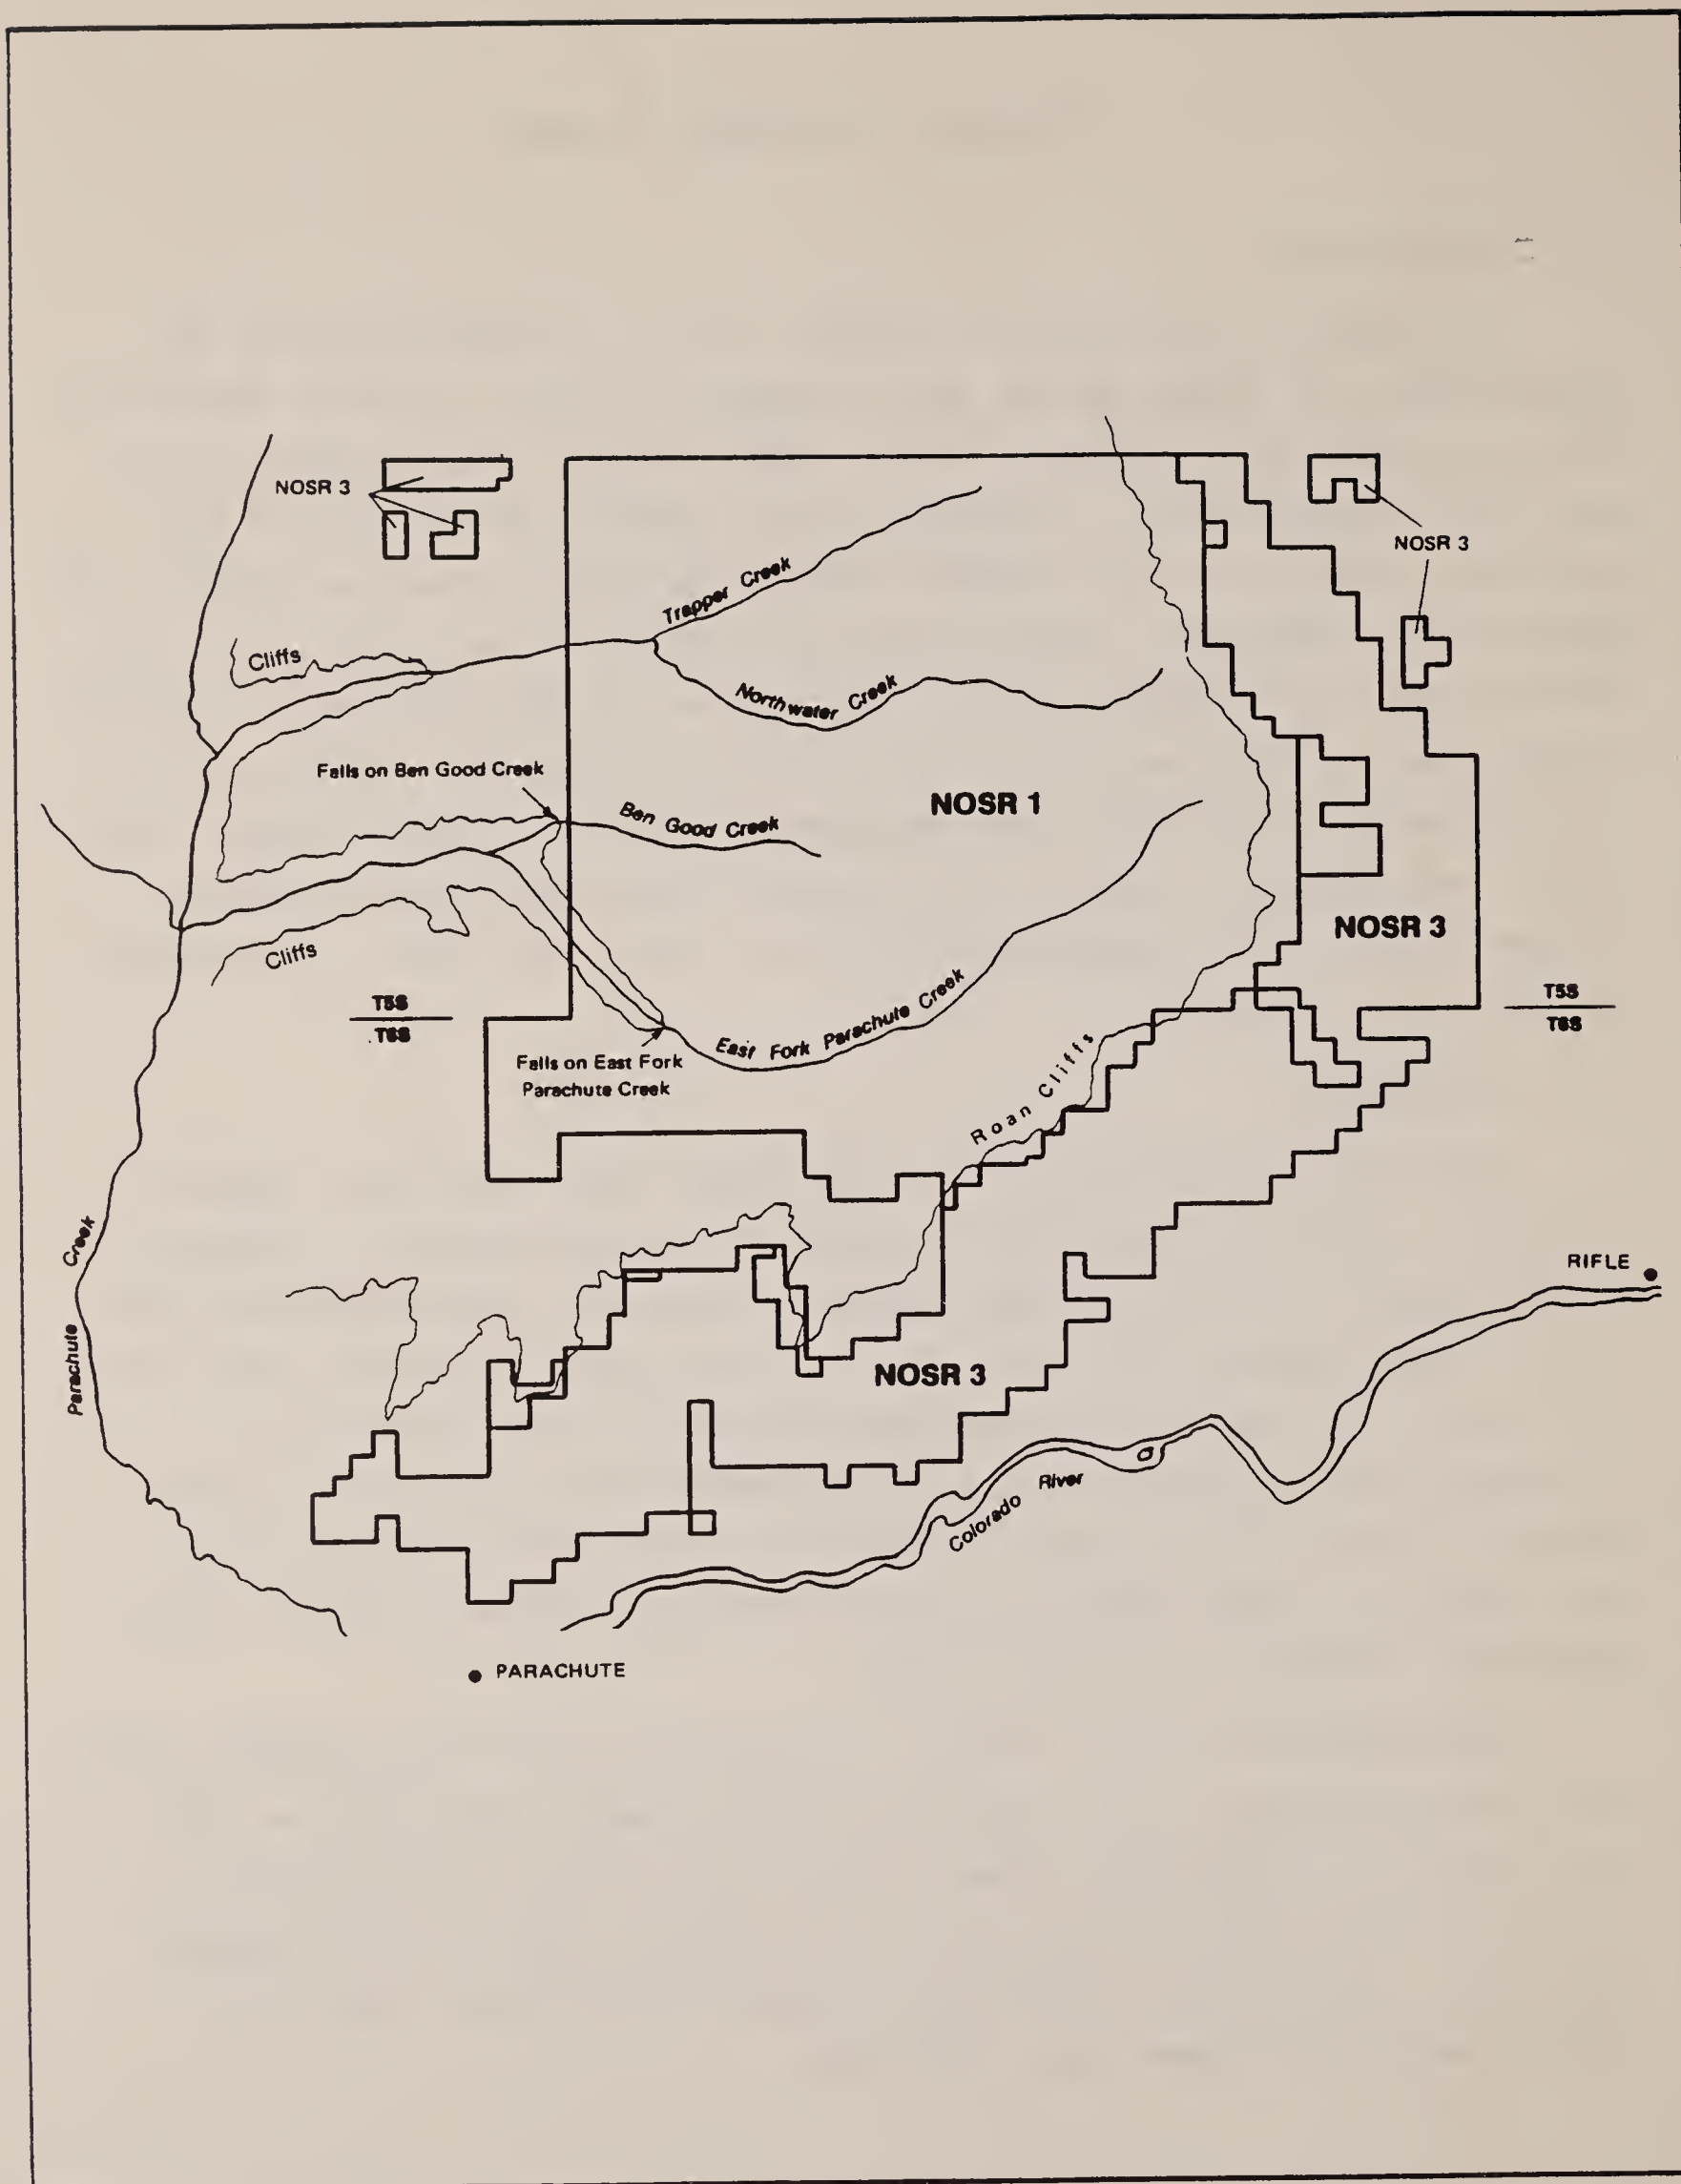 NOSR 3
NOSR 3
Trapper Creek
Cliffs
Northwater Creek
Falls on Ben Good Creek
Ben Good Creek
NOSR 1
NOSR 3
Cliffs
T5S
T6S
T5S
T6S
East Fork Parachute Creek
Falls on East Fork
Parachute Creek
Roan Cliffs
Parachute Creek
RIFLE
NOSR 3
Colorado River
PARACHUTE